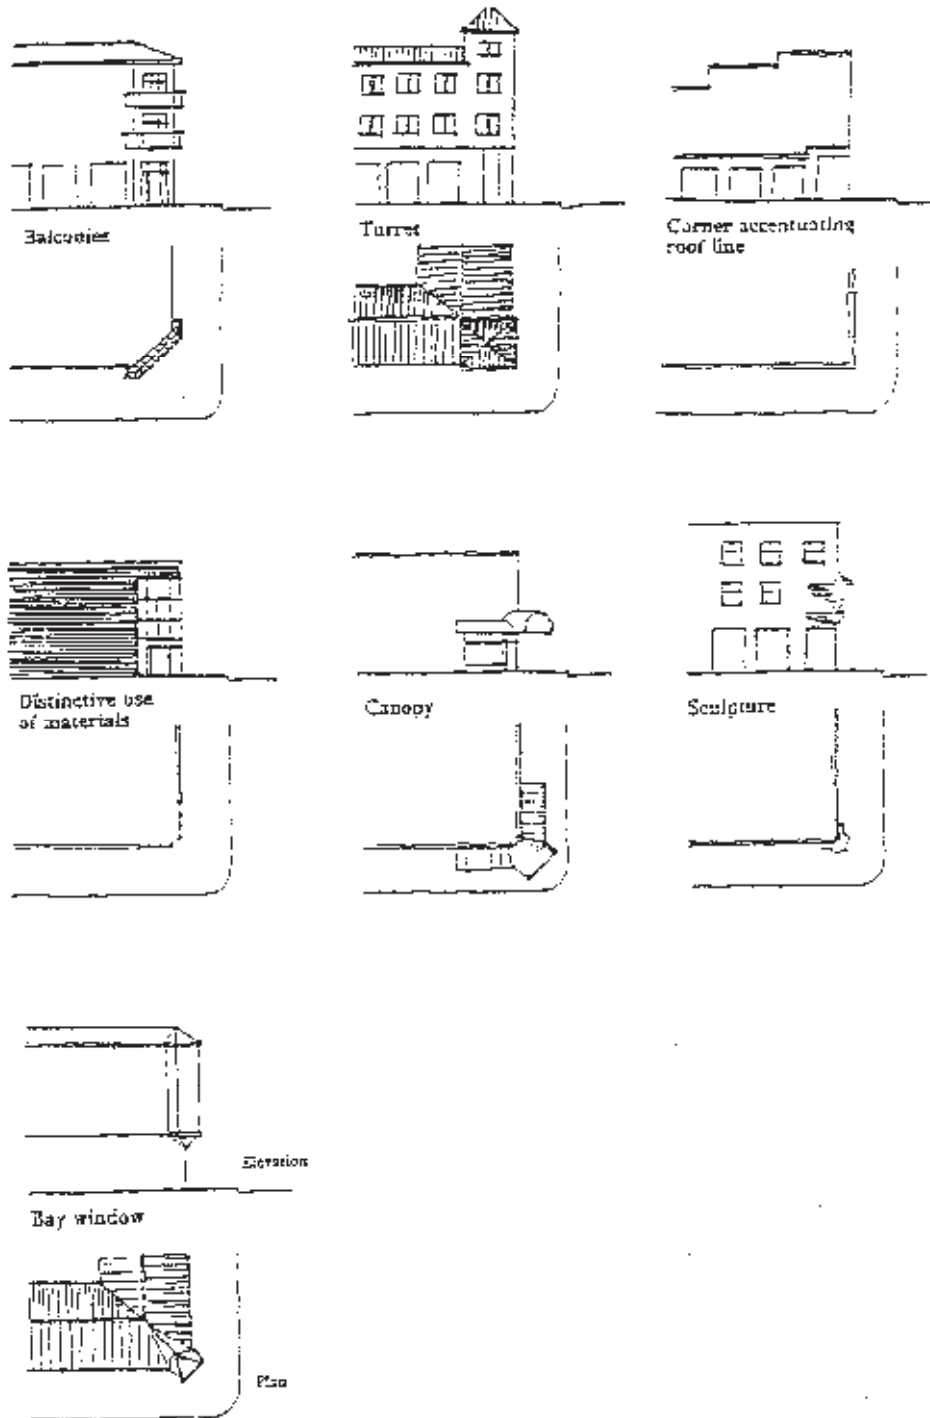 Balconies
Turret
Corner accentuating
roof line
Distinctive use
of materials
Canopy
Sculpture
Elevation
Bay window
Plan